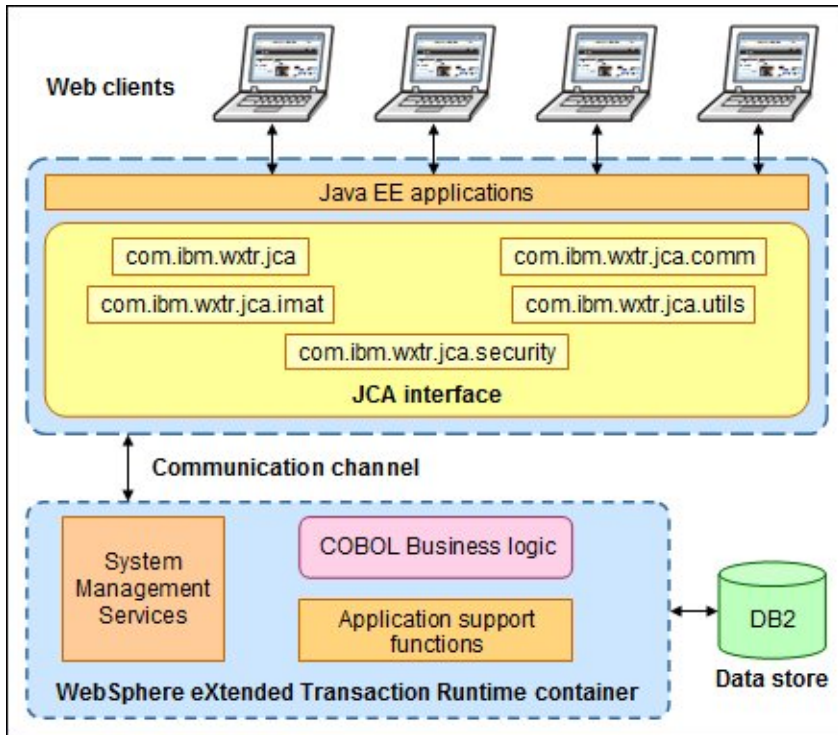 Web clients
Java EE applications
com.ibm.wxtr.jca
com.ibm.wxtr.jca.comm
com.ibm.wxtr.jca.imat
com.ibm.wxtr.jca.utils
com.ibm.wxtr.jca.security
JCA interface
Communication channel
System
Management
Services
COBOL Business logic
Application support
functions
WebSphere eXtended Transaction Runtime container
DB2
Data store